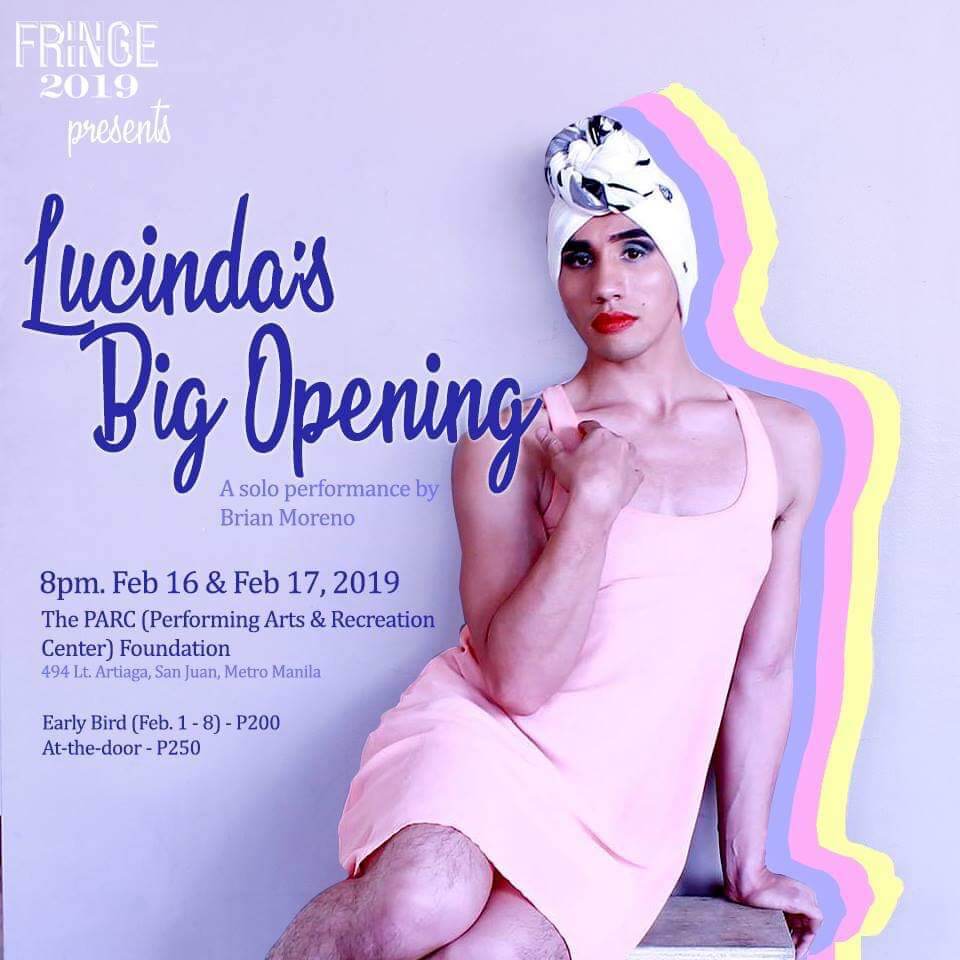 FRINGE
2019
presents
Lucinda's
Big Opening
A solo performance by
Brian Moreno
8pm. Feb 16 & Feb 17, 2019
The PARC (Performing Arts & Recreation
Center) Foundation
494 Lt. Artiaga, San Juan, Metro Manila
Early Bird (Feb. 1 - 8) - P200
At-the-door - P250